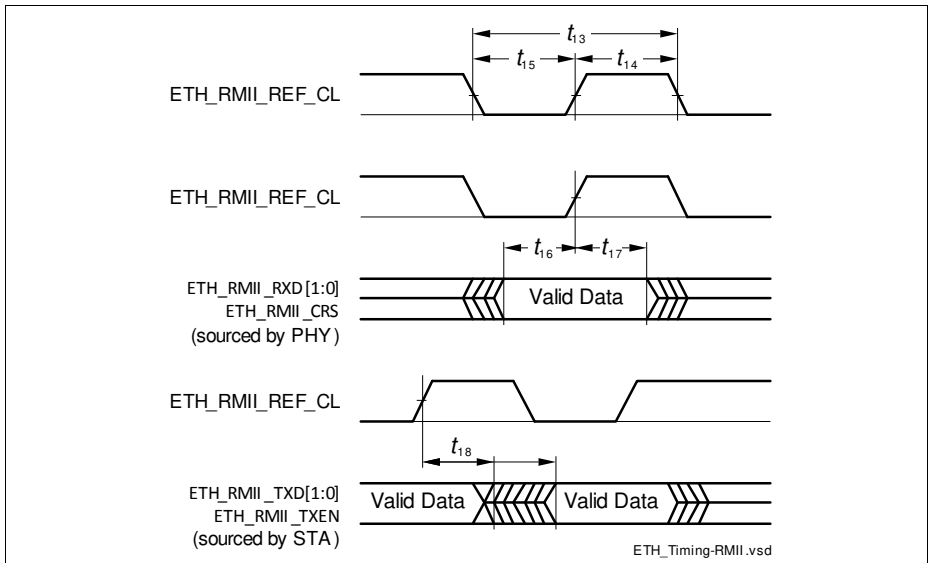 t13
t15 t14
ETH_RMII_REF_CL
ETH_RMII_REF_CL
t16 t17
ETH_RMII_RXD[1:0]
ETH_RMII_CRS
(sourced by PHY)
Valid Data
ETH_RMII_REF_CL
t18
ETH_RMII_TXD[1:0]
ETH_RMII_TXEN
(sourced by STA)
Valid Data Valid Data
ETH_Timing-RMII.vsd